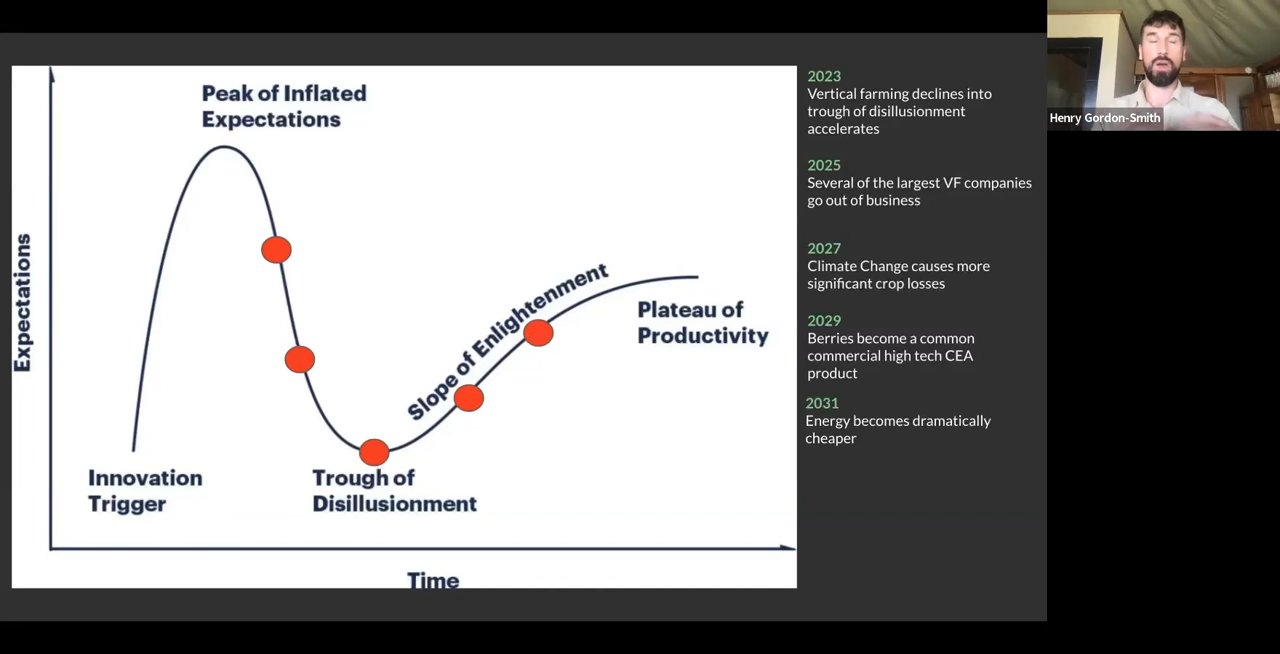 Peak of Inflated
Expectations
Expectations
Slope of Enlightenment
Plateau of
Productivity
Innovation
Trigger
Trough of
Disillusionment
Time
2023
Vertical farming declines into
trough of disillusionment
accelerates
2025
Several of the largest VF companies
go out of business
2027
Climate Change causes more
significant crop losses
2029
Berries become a common
commercial high tech CEA
product
2031
Energy becomes dramatically
cheaper
Henry Gordon-Smith